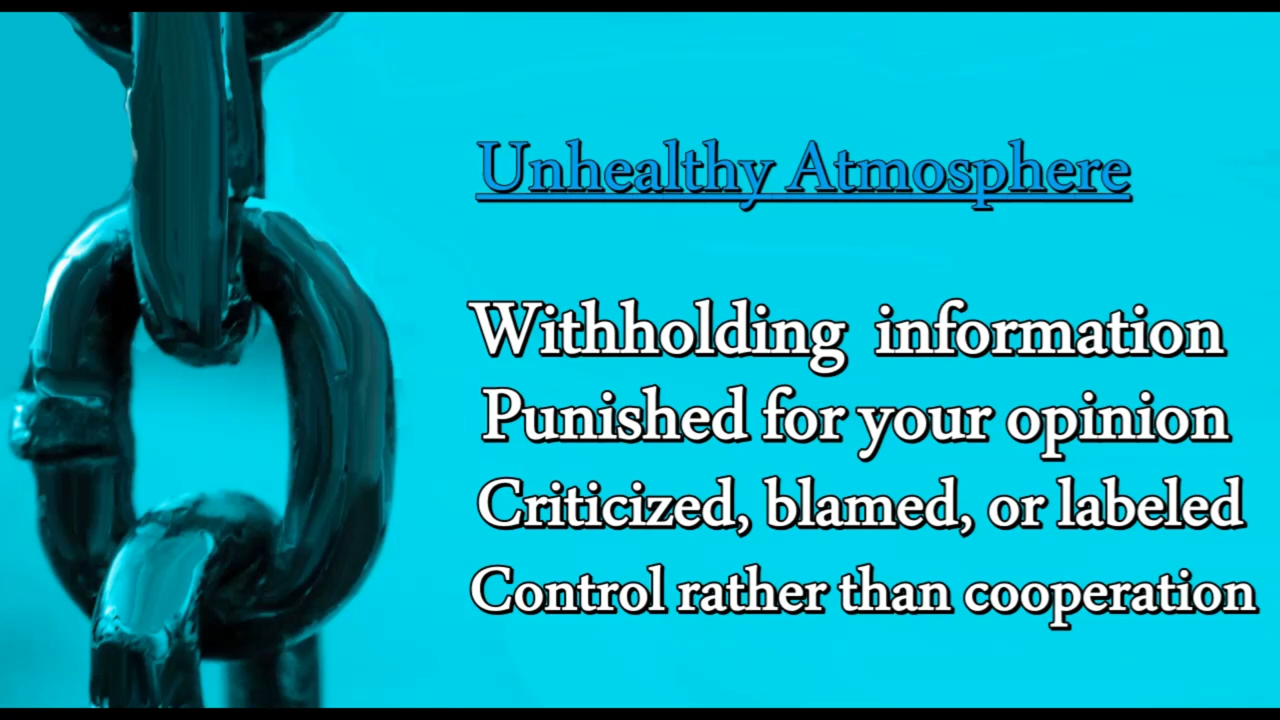 Unhealthy Atmosphere
Withholding information
Punished for your opinion
Criticized, blamed, or labeled
Control rather than cooperation